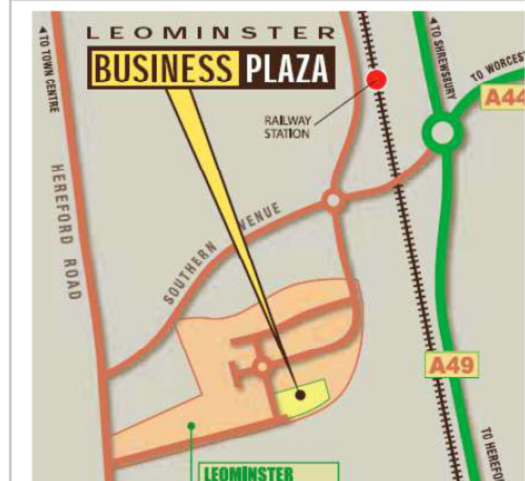 LEOMINSTER
BUSINESS PLAZA
TO TOWN CENTRE
HEREFORD ROAD
RAILWAY
STATION
TO SHREWSBURY
TO WORCES
A44
SOUTHERN AVENUE
A49
TO HEREFO
LEOMINSTER